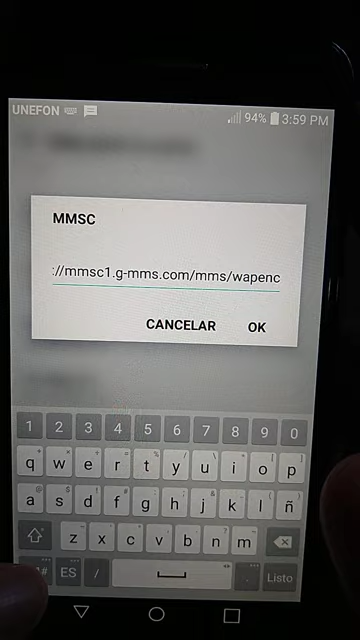 UNEFON 94% 3:59 PM
MMSC
://mmsc1.g-mms.com/mms/wapenc
CANCELAR OK
1 2 3 4 5 6 7 8 9 0
q w e r t y u i o p
a s d f g h j k l ñ
z x c v b n m
# ES / . Listo